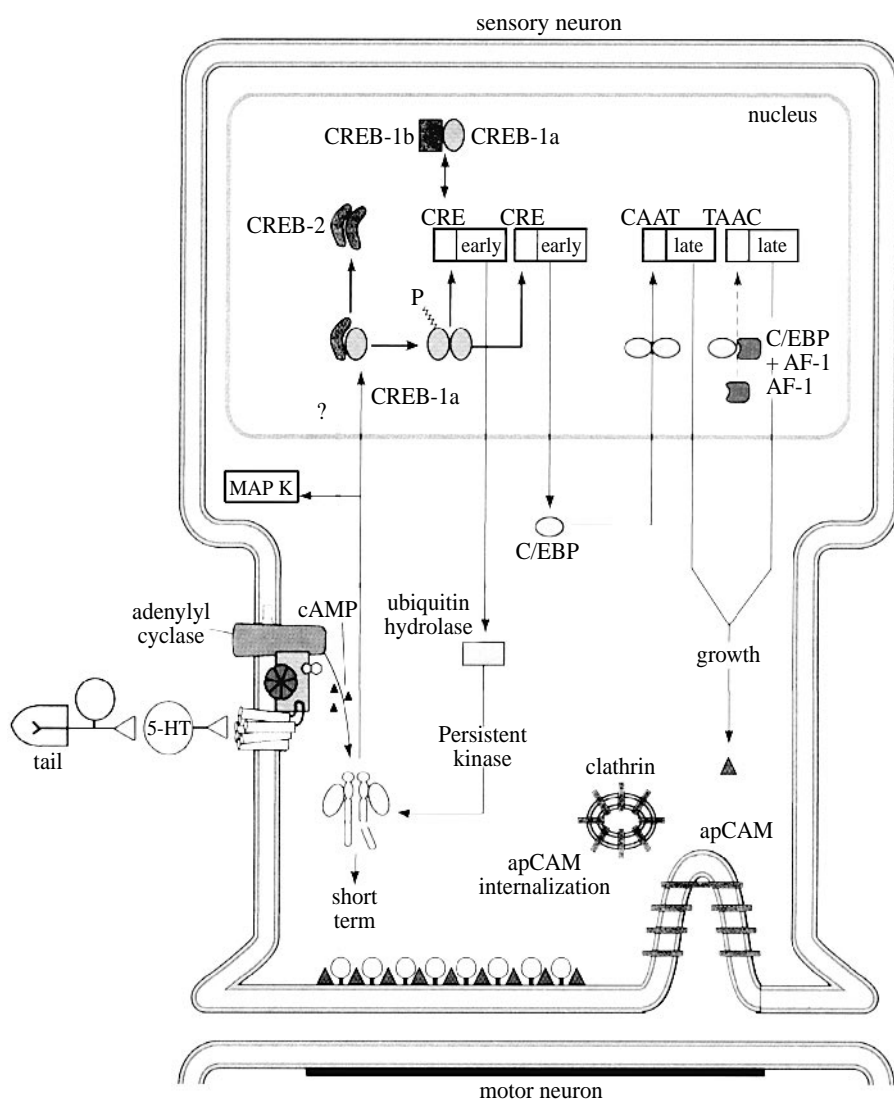 sensory neuron
nucleus
CREB-1b CREB-1a
CREB-2
CRE CRE
early early
CAAT TAAC
late late
P
C/EBP
+ AF-1
AF-1
CREB-1a
?
MAP K
C/EBP
adenylyl
cyclase
cAMP
ubiquitin
hydrolase
growth
5-HT
tail
Persistent
kinase
clathrin
apCAM
apCAM
internalization
short
term
motor neuron